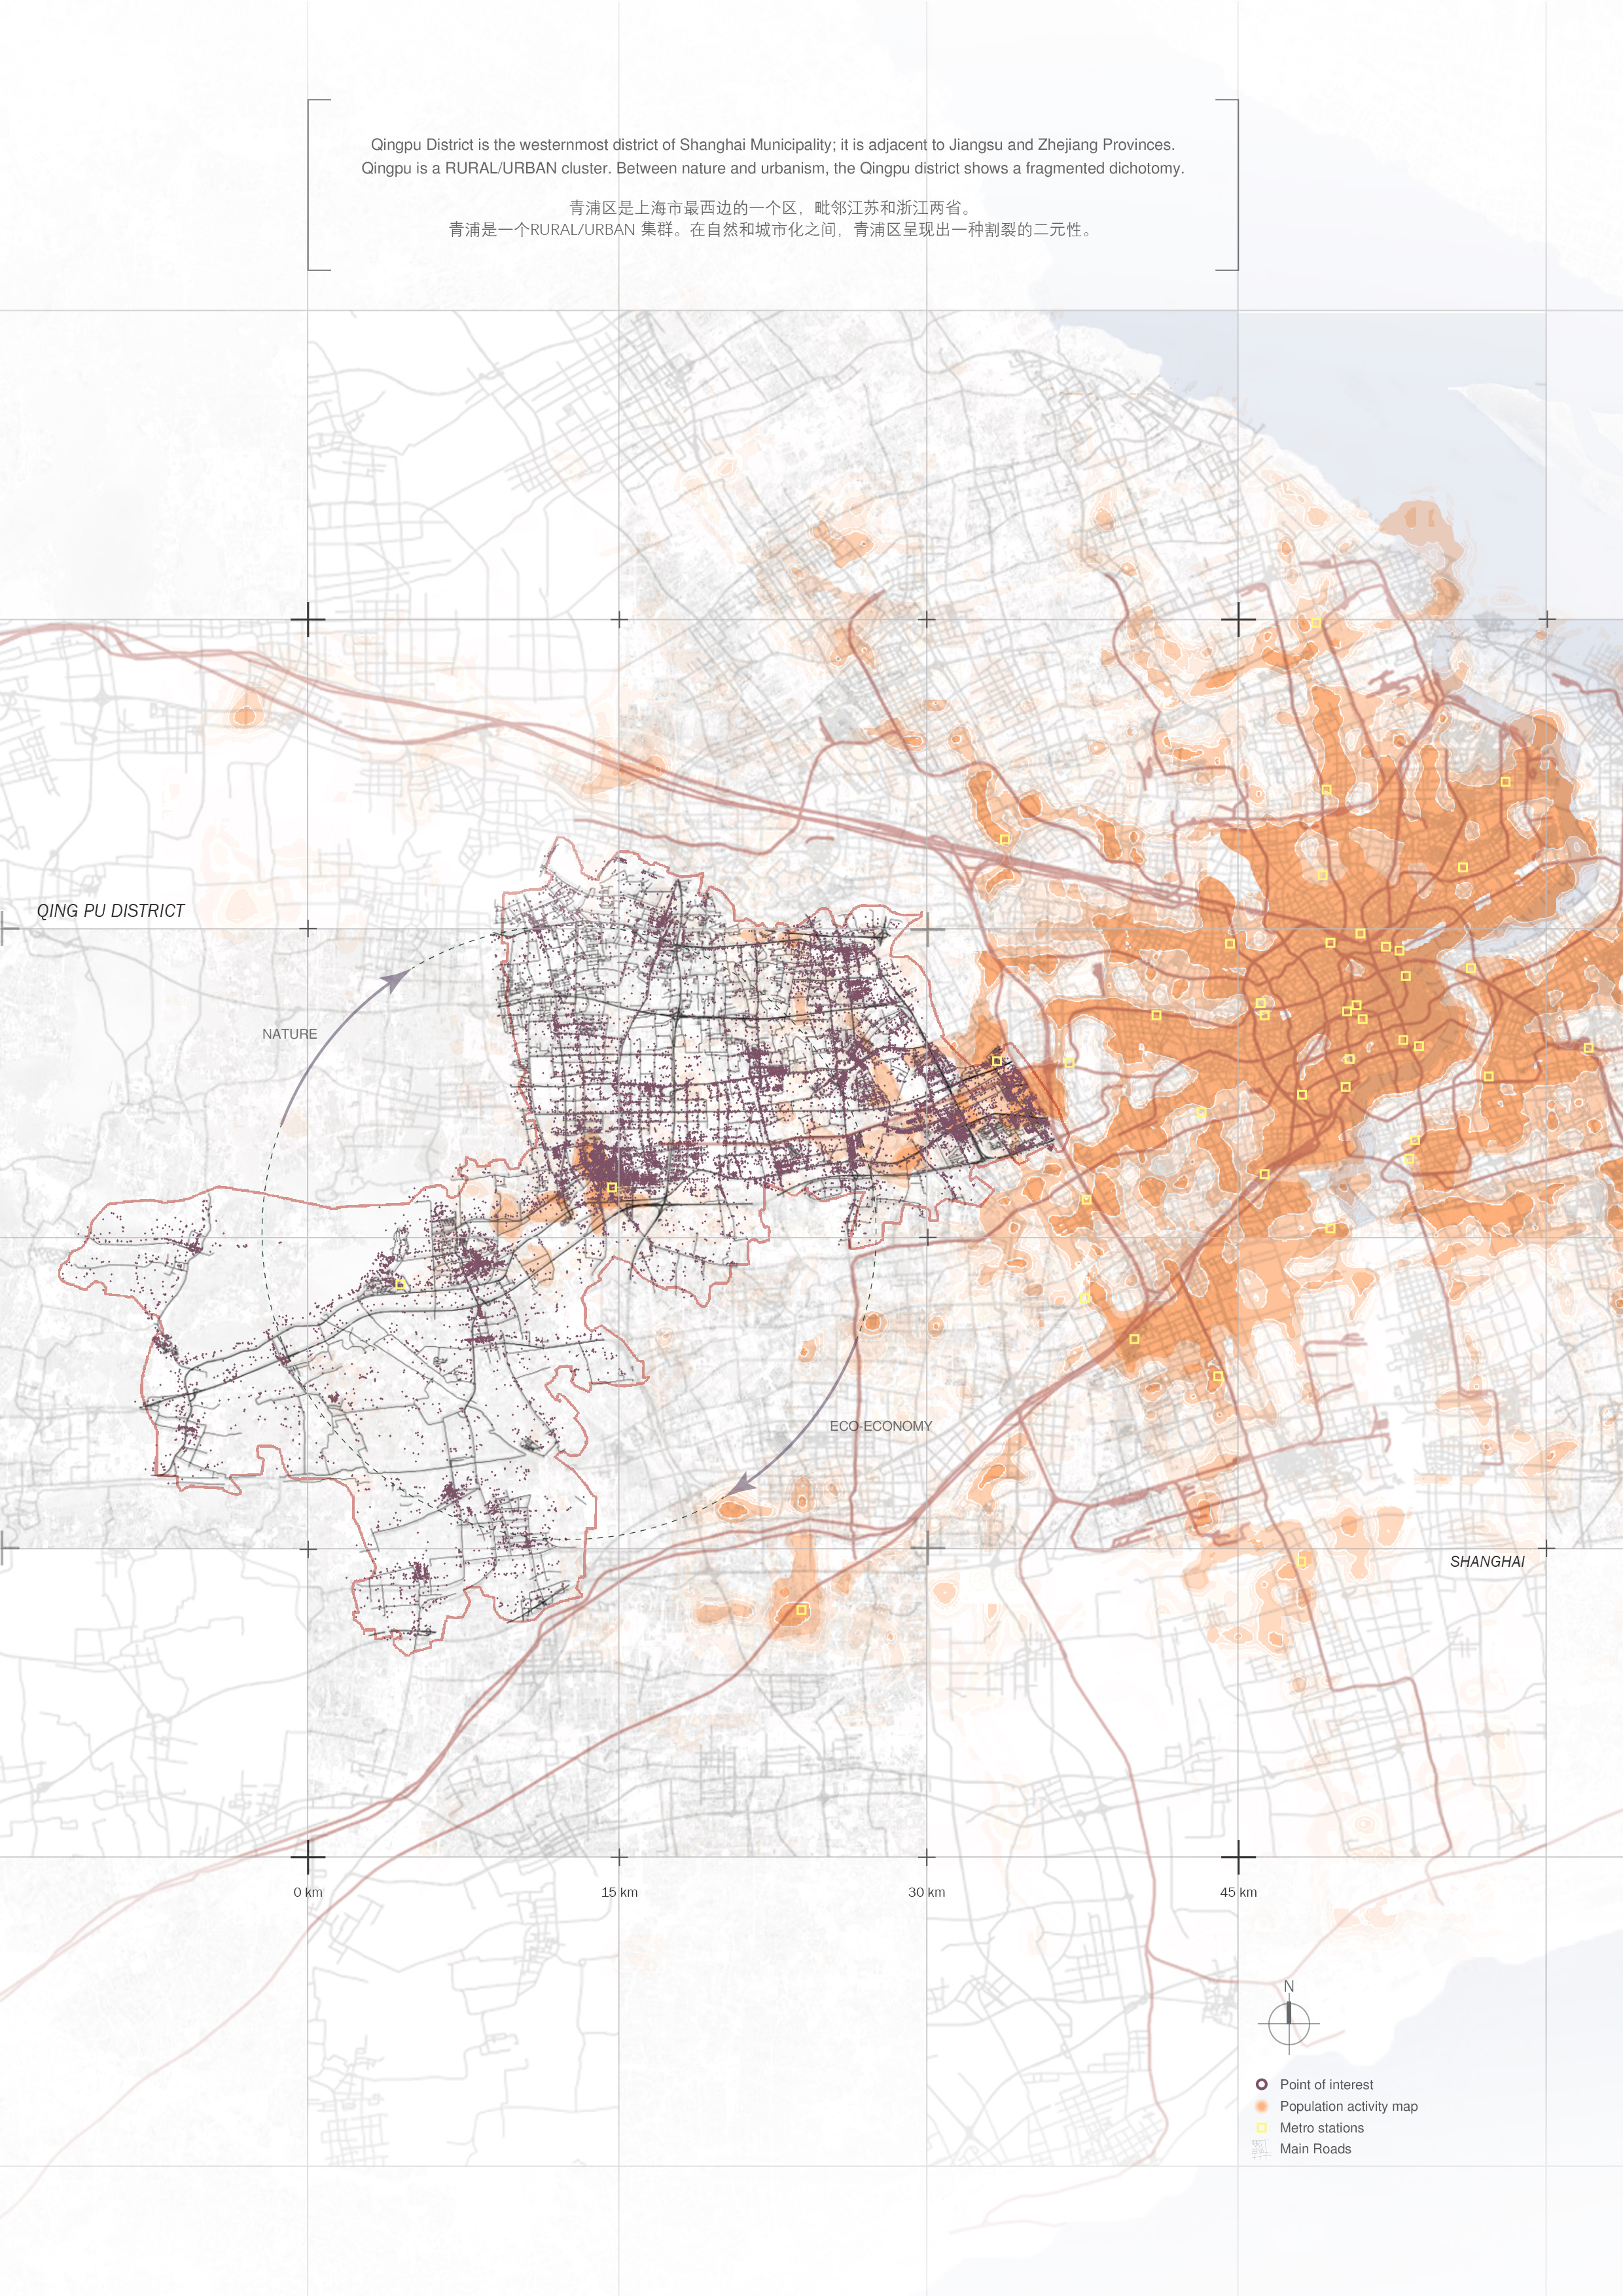 Qingpu District is the westernmost district of Shanghai Municipality; it is adjacent to Jiangsu and Zhejiang Provinces.
Qingpu is a RURAL/URBAN cluster. Between nature and urbanism, the Qingpu district shows a fragmented dichotomy.
青浦区是上海市最西边的一个区，毗邻江苏和浙江两省。
青浦是一个RURAL/URBAN 集群。在自然和城市化之间，青浦区呈现出一种割裂的二元性。
QING PU DISTRICT
NATURE
ECO-ECONOMY
SHANGHAI
0 km
15 km
30 km
45 km
N
Point of interest
Population activity map
Metro stations
Main Roads